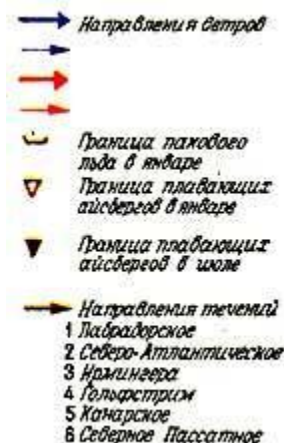 Направления ветров
Граница пакового
льда в январе
Граница плавающих
айсбергов в январе
Граница плавающих
айсбергов в июле
Направления течений
1 Лабрадорское
2 Северо-Атлантическое
3 Ирмингера
4 Гольфстрим
5 Канарское
6 Северное Пассатное